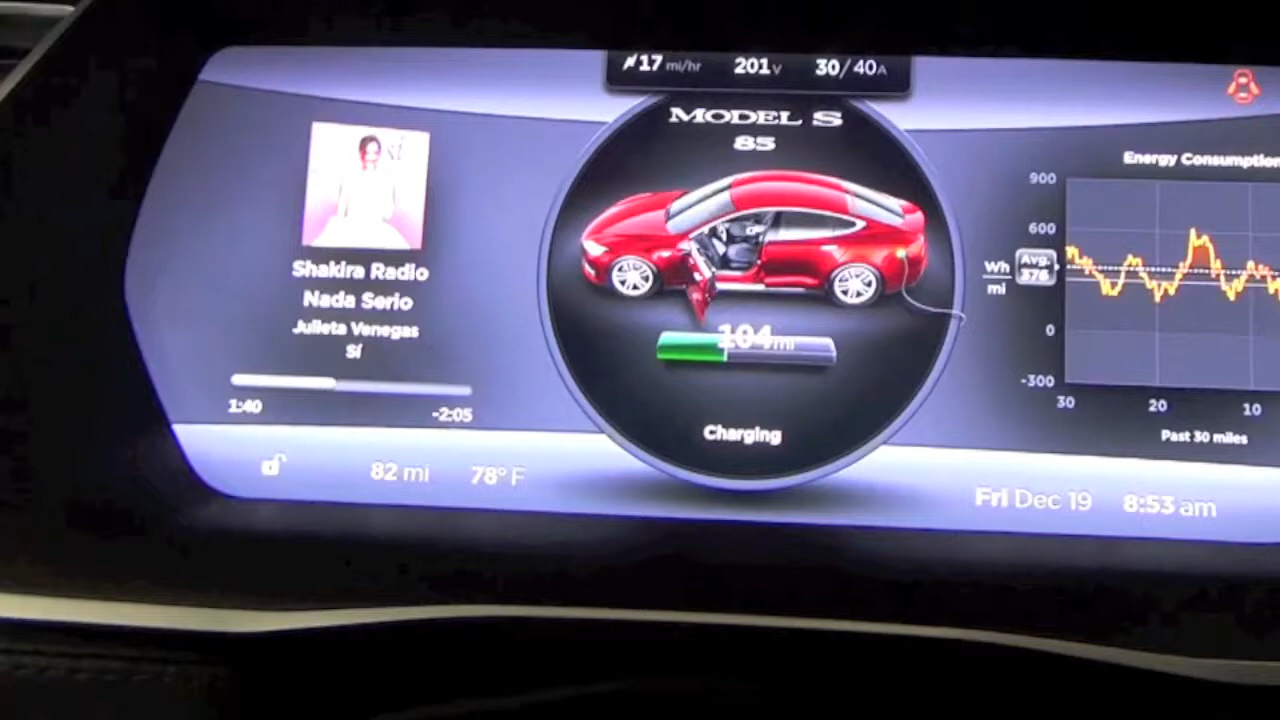 17 mi/hr 201V 30/40A
MODEL S
85
sí
Shakira Radio
Nada Serio
Julieta Venegas
Sí
1:40 -2:05
104mi
Charging
Energy Consumption
900
600
Wh
mi
Avg.
376
0
-300
30 20 10
Past 30 miles
82 mi 78° F
Fri Dec 19 8:53 am